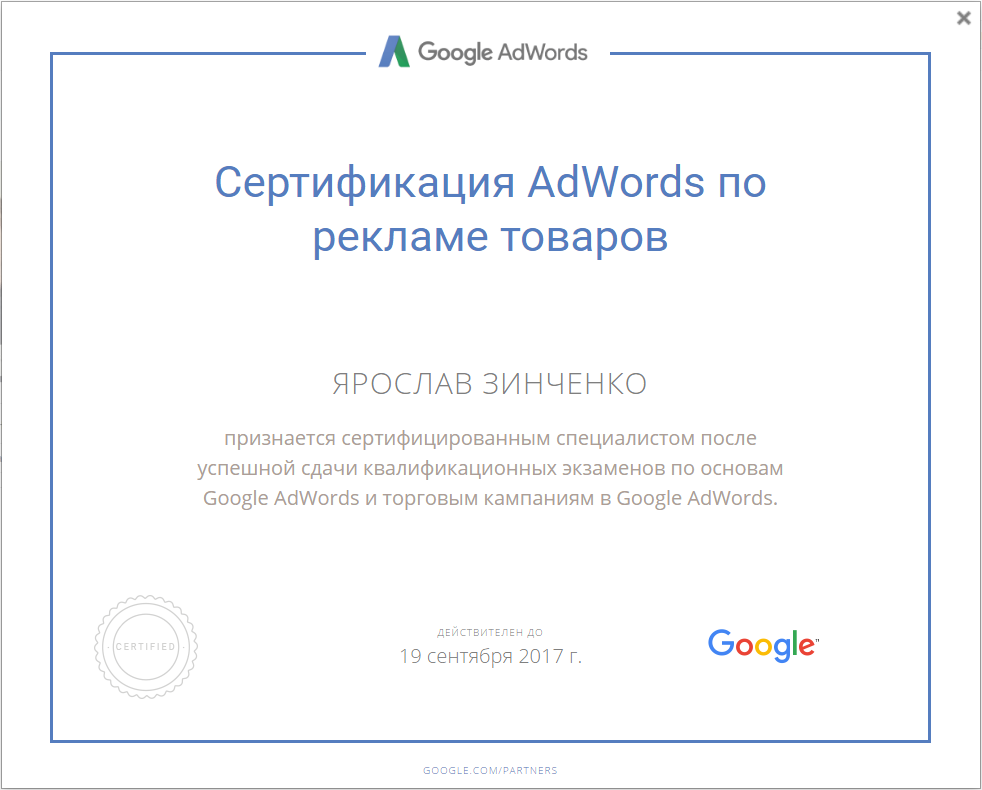 Google AdWords
Сертификация AdWords по
рекламе товаров
ЯРОСЛАВ ЗИНЧЕНКО
признается сертифицированным специалистом после
успешной сдачи квалификационных экзаменов по основам
Google AdWords и торговым кампаниям в Google AdWords.
· CERTIFIED ·
ДЕЙСТВИТЕЛЕН ДО
19 сентября 2017 г.
Google™
GOOGLE.COM/PARTNERS